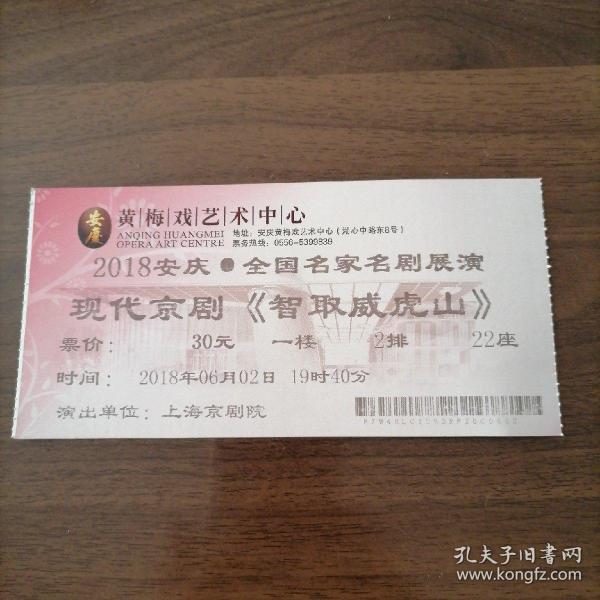 安庆
黄梅戏艺术中心
ANQING HUANGMEI
OPERA ART CENTRE
地址：安庆黄梅戏艺术中心（湖心中路东8号）
票务热线：0556-5399839
2018安庆●全国名家名剧展演
现代京剧《智取威虎山》
票价： 30元 一楼 2排 22座
时间： 2018年06月02日 19时40分
演出单位：上海京剧院
孔夫子旧书网
www.kongfz.com